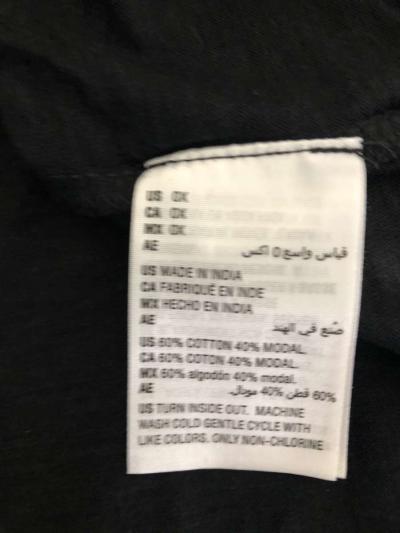 US 0X
CA 0X
MX 0X
AE قياس واسع 0 اكس
US MADE IN INDIA
CA FABRIQUÉ EN INDE
MX HECHO EN INDIA
AE صُنع في الهند
US 60% COTTON 40% MODAL.
CA 60% COTON 40% MODAL.
MX 60% algodón 40% modal.
AE 60% قطن 40% مودال.
US TURN INSIDE OUT. MACHINE
WASH COLD GENTLE CYCLE WITH
LIKE COLORS. ONLY NON-CHLORINE